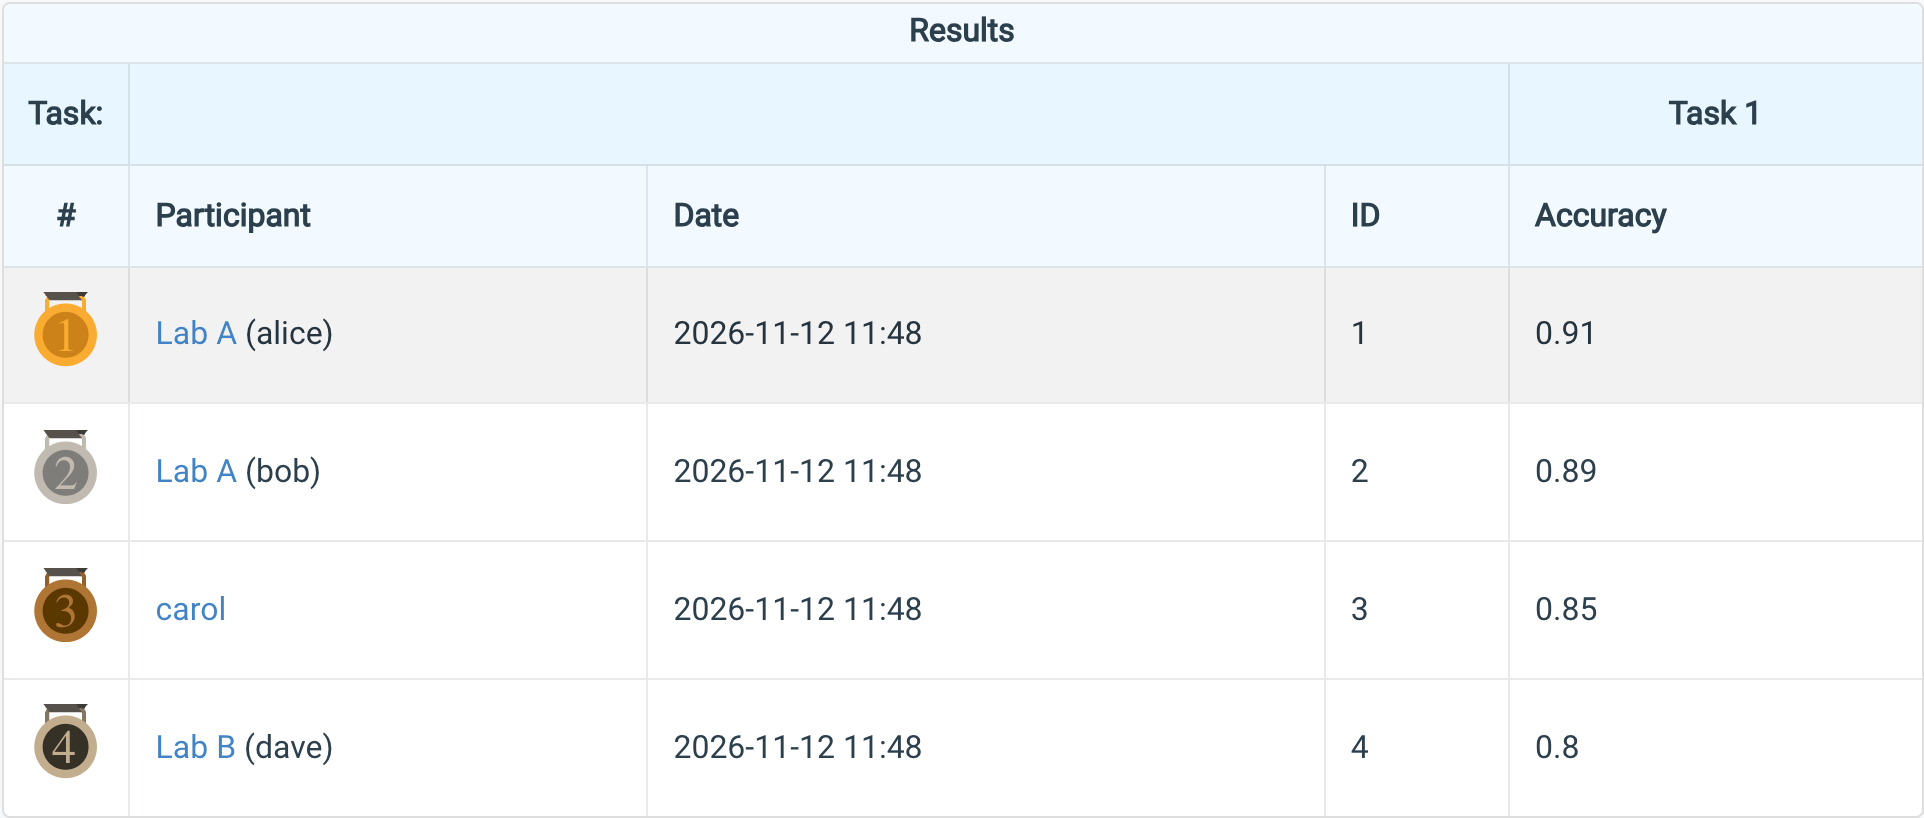 Results
Task: Task 1
# Participant Date ID Accuracy
1 Lab A (alice) 2026-11-12 11:48 1 0.91
2 Lab A (bob) 2026-11-12 11:48 2 0.89
3 carol 2026-11-12 11:48 3 0.85
4 Lab B (dave) 2026-11-12 11:48 4 0.8